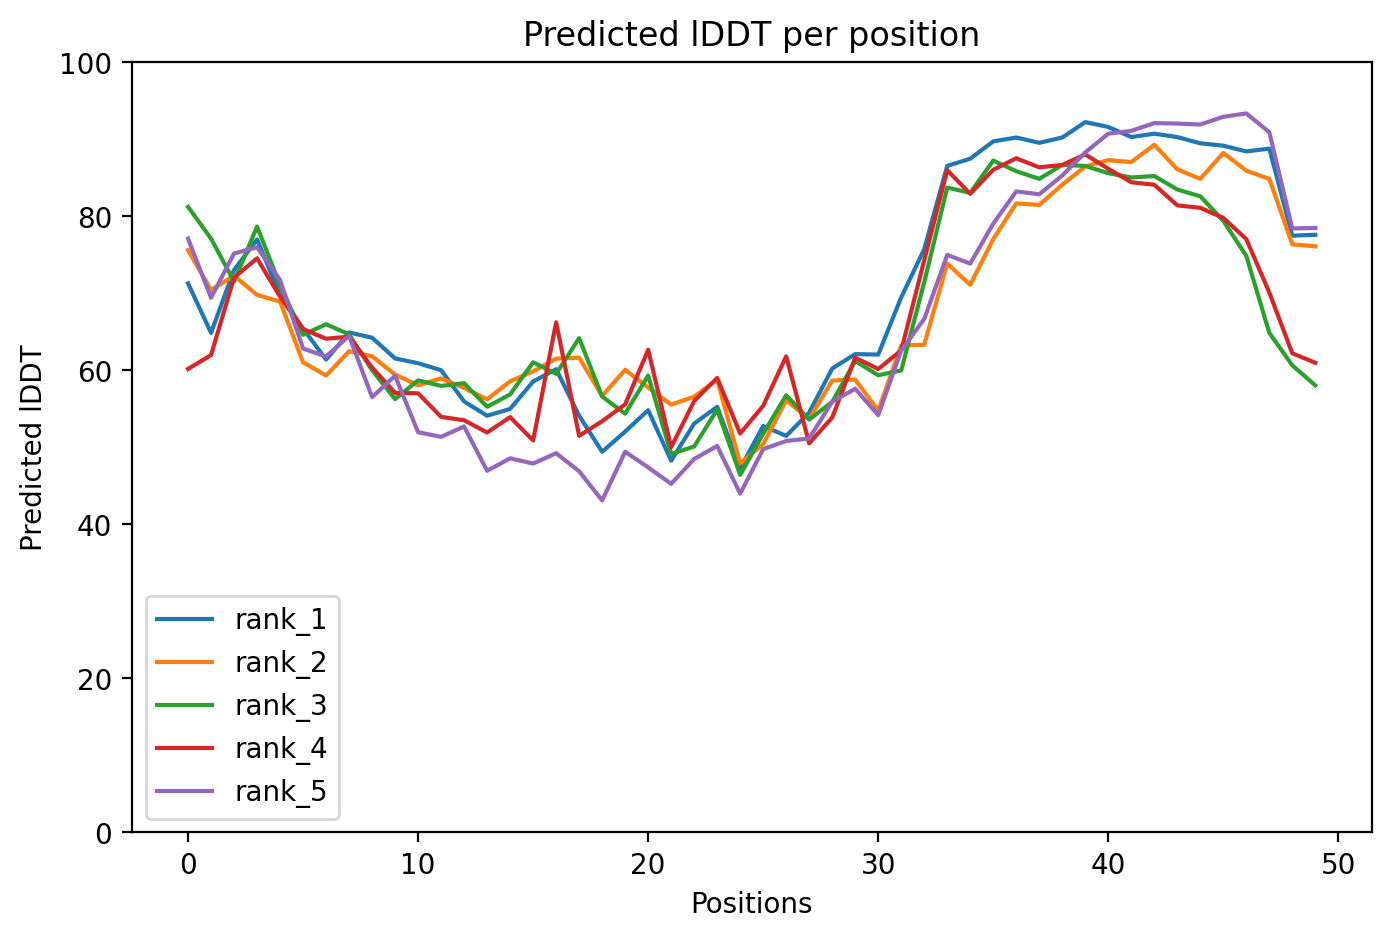 Predicted lDDT per position
100
80
60
40
20
0
Predicted lDDT
rank_1
rank_2
rank_3
rank_4
rank_5
0 10 20 30 40 50
Positions